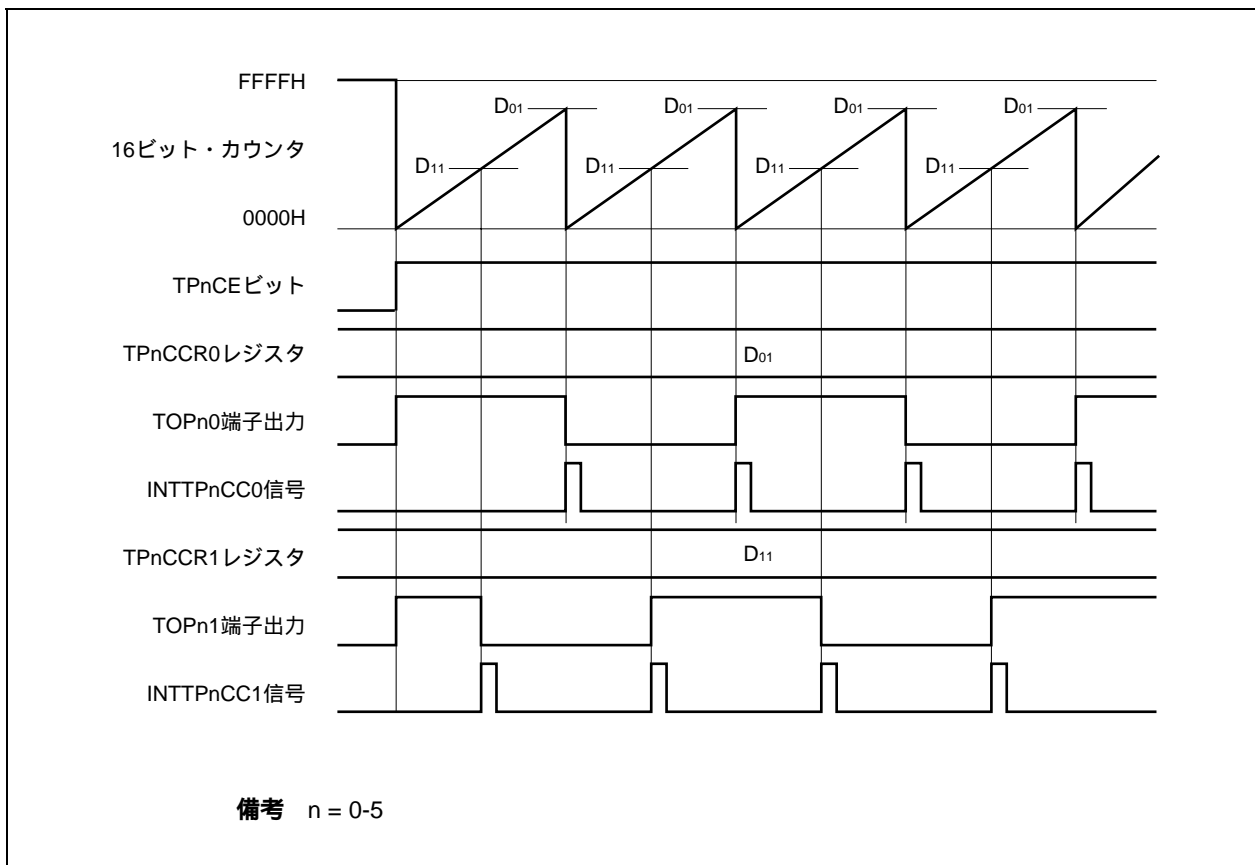 FFFFH
D01 D01 D01 D01
16ビット・カウンタ
D11 D11 D11 D11
0000H
TPnCEビット
TPnCCR0レジスタ D01
TOPn0端子出力
INTTPnCC0信号
TPnCCR1レジスタ D11
TOPn1端子出力
INTTPnCC1信号
備考 n = 0-5